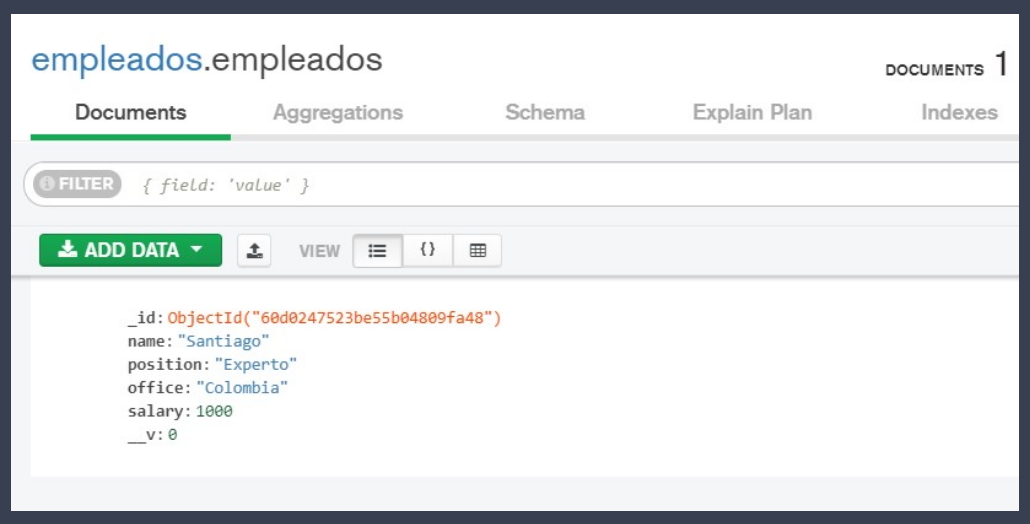 empleados.empleados
DOCUMENTS 1
Documents Aggregations Schema Explain Plan Indexes
FILTER { field: 'value' }
ADD DATA VIEW {}
_id: ObjectId("60d0247523be55b04809fa48")
name: "Santiago"
position: "Experto"
office: "Colombia"
salary: 1000
__v: 0